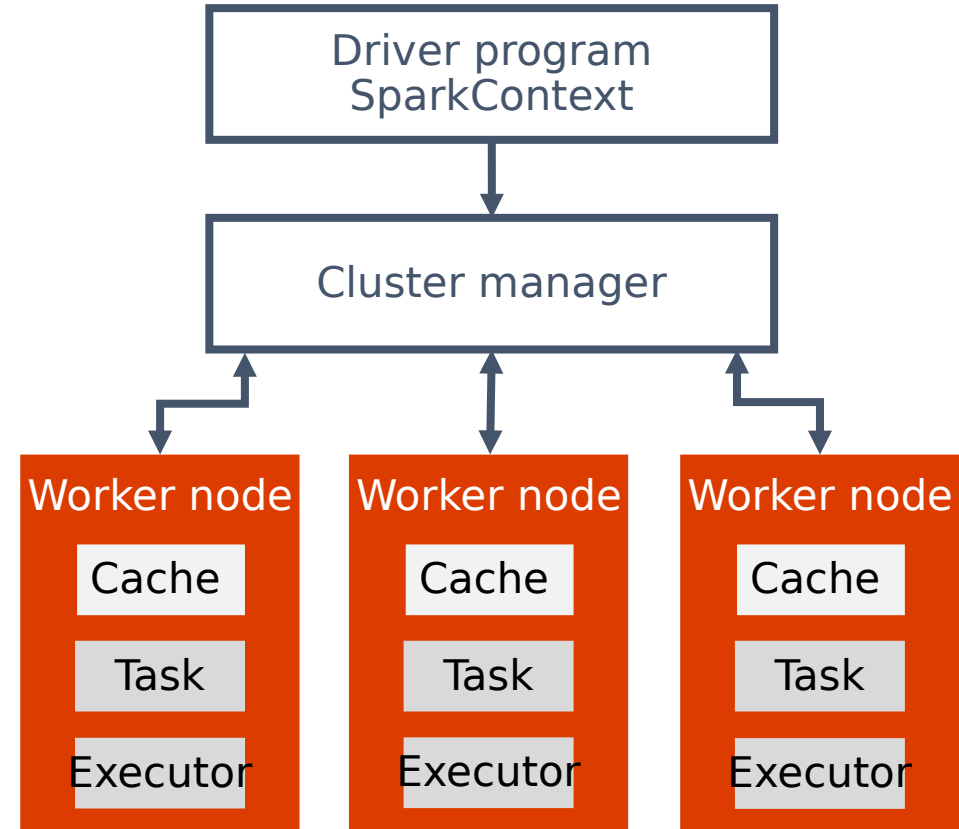 Driver program
SparkContext
Cluster manager
Worker node
Cache
Task
Executor
Worker node
Cache
Task
Executor
Worker node
Cache
Task
Executor